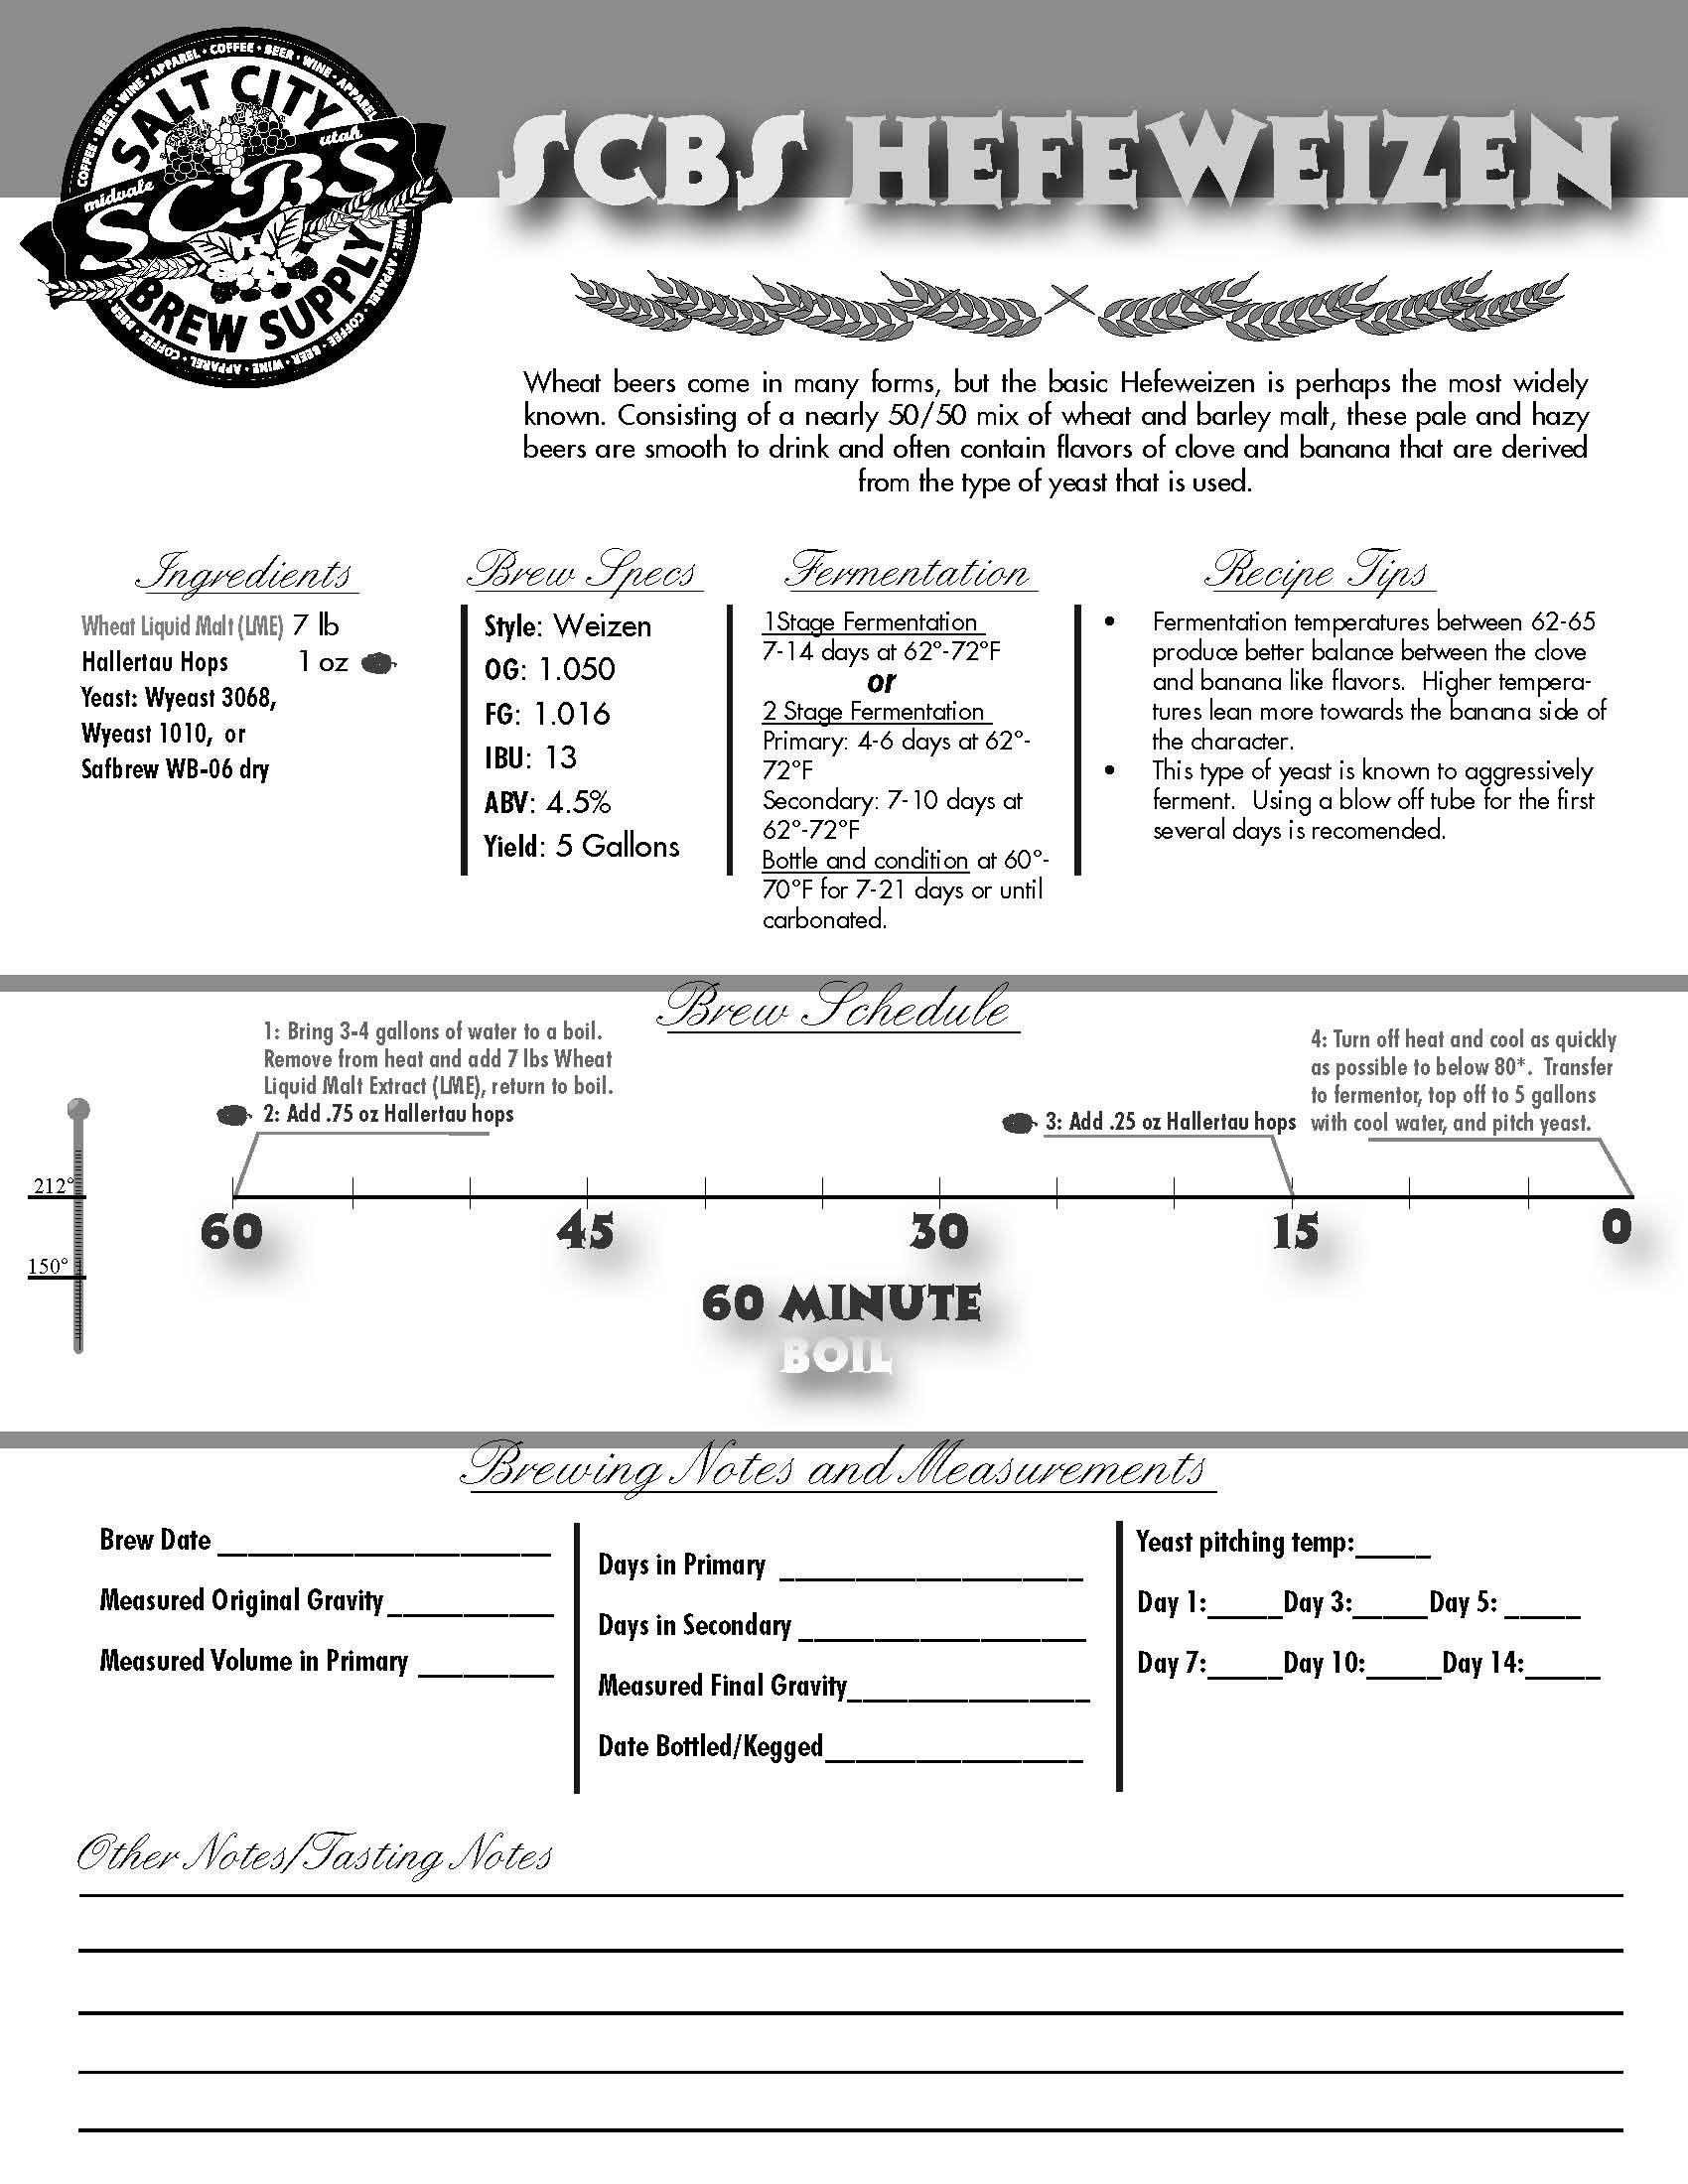 COFFEE • BEER • WINE • APPAREL • COFFEE • BEER • WINE • APPAREL
SALT CITY
midvale
utah
SCBS
BREW SUPPLY
SCBS HEFEWEIZEN
Wheat beers come in many forms, but the basic Hefeweizen is perhaps the most widely
known. Consisting of a nearly 50/50 mix of wheat and barley malt, these pale and hazy
beers are smooth to drink and often contain flavors of clove and banana that are derived
from the type of yeast that is used.
Ingredients
Wheat Liquid Malt (LME) 7 lb
Hallertau Hops 1 oz
Yeast: Wyeast 3068,
Wyeast 1010, or
Safbrew WB-06 dry
Brew Specs
Style: Weizen
OG: 1.050
FG: 1.016
IBU: 13
ABV: 4.5%
Yield: 5 Gallons
Fermentation
1Stage Fermentation
7-14 days at 62°-72°F
or
2 Stage Fermentation
Primary: 4-6 days at 62°-
72°F
Secondary: 7-10 days at
62°-72°F
Bottle and condition at 60°-
70°F for 7-21 days or until
carbonated.
Recipe Tips
• Fermentation temperatures between 62-65
produce better balance between the clove
and banana like flavors. Higher tempera-
tures lean more towards the banana side of
the character.
• This type of yeast is known to aggressively
ferment. Using a blow off tube for the first
several days is recomended.
Brew Schedule
1: Bring 3-4 gallons of water to a boil.
Remove from heat and add 7 lbs Wheat
Liquid Malt Extract (LME), return to boil.
2: Add .75 oz Hallertau hops
3: Add .25 oz Hallertau hops
4: Turn off heat and cool as quickly
as possible to below 80*. Transfer
to fermentor, top off to 5 gallons
with cool water, and pitch yeast.
212°
150°
60 45 30 15 0
60 MINUTE
BOIL
Brewing Notes and Measurements
Brew Date ______________________
Measured Original Gravity___________
Measured Volume in Primary _________
Days in Primary ____________________
Days in Secondary ___________________
Measured Final Gravity________________
Date Bottled/Kegged_________________
Yeast pitching temp:_____
Day 1:_____Day 3:_____Day 5: _____
Day 7:_____Day 10:_____Day 14:_____
Other Notes/Tasting Notes